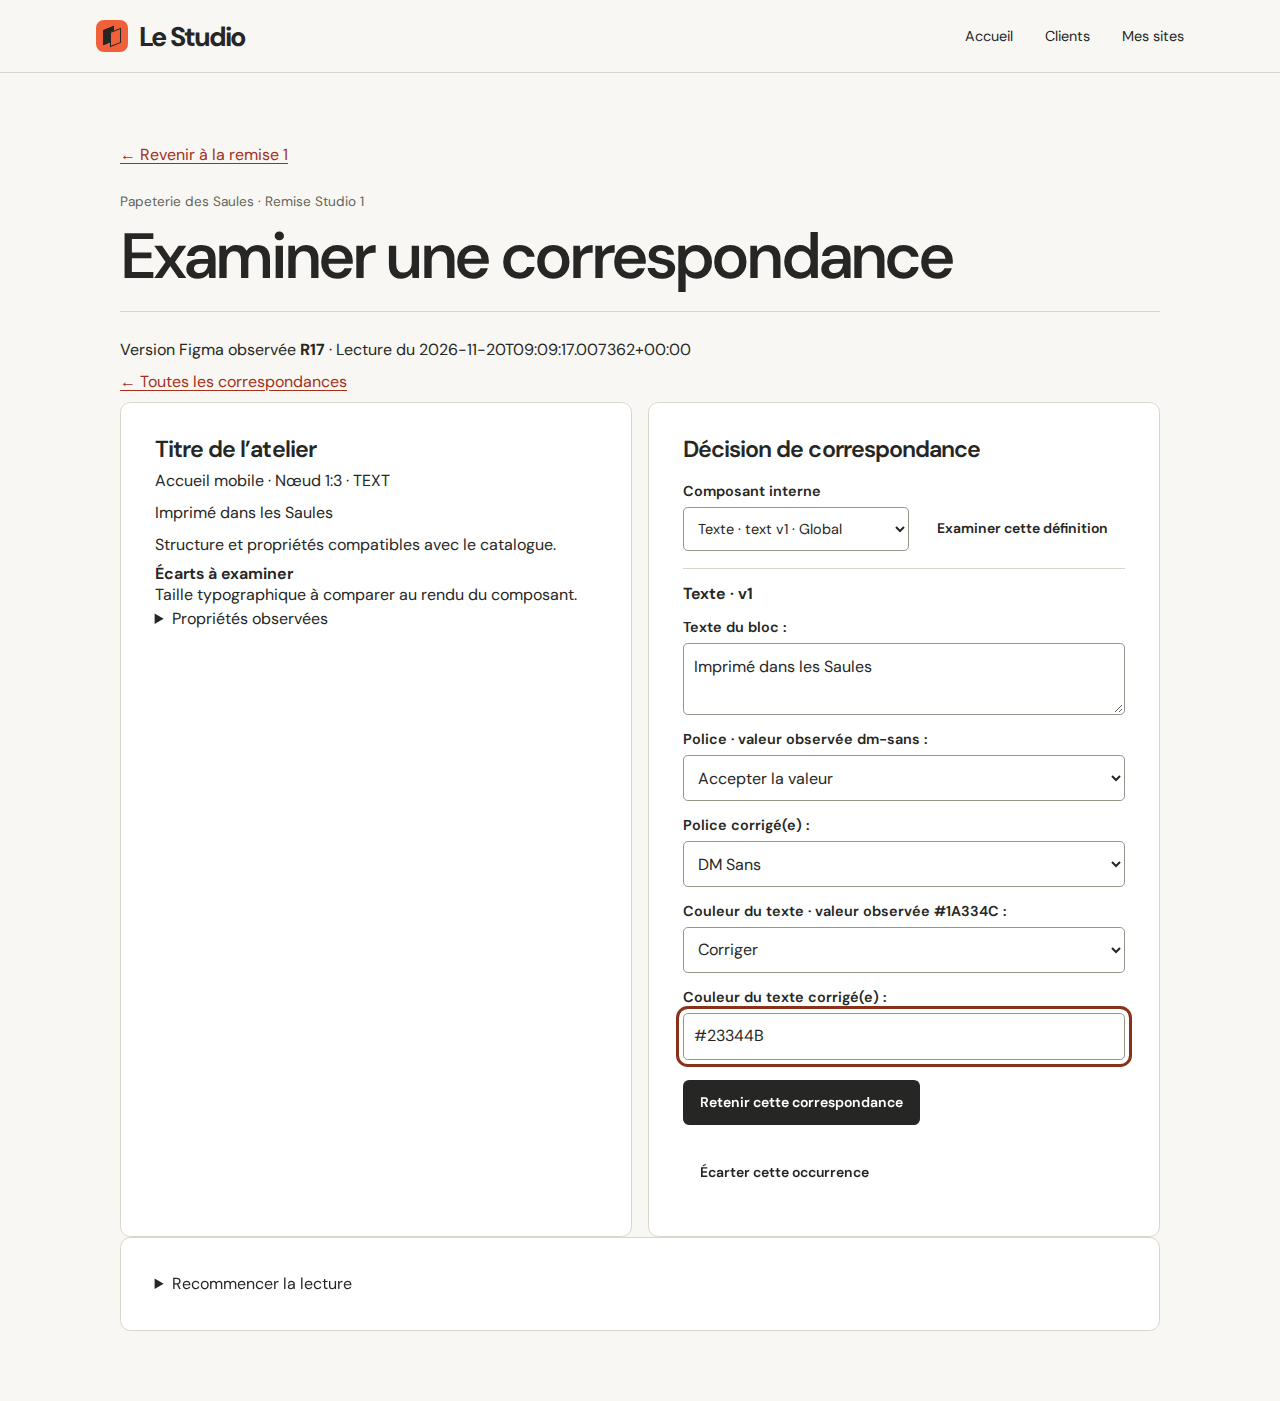 Le Studio
Accueil
Clients
Mes sites
← Revenir à la remise 1
Papeterie des Saules · Remise Studio 1
Examiner une correspondance
Version Figma observée R17 · Lecture du 2026-11-20T09:09:17.007362+00:00
← Toutes les correspondances
Titre de l’atelier
Accueil mobile · Nœud 1:3 · TEXT
Imprimé dans les Saules
Structure et propriétés compatibles avec le catalogue.
Écarts à examiner
Taille typographique à comparer au rendu du composant.
▶ Propriétés observées
Décision de correspondance
Composant interne
Texte · text v1 · Global
Examiner cette définition
Texte · v1
Texte du bloc :
Imprimé dans les Saules
Police · valeur observée dm-sans :
Accepter la valeur
Police corrigé(e) :
DM Sans
Couleur du texte · valeur observée #1A334C :
Corriger
Couleur du texte corrigé(e) :
#23344B
Retenir cette correspondance
Écarter cette occurrence
▶ Recommencer la lecture